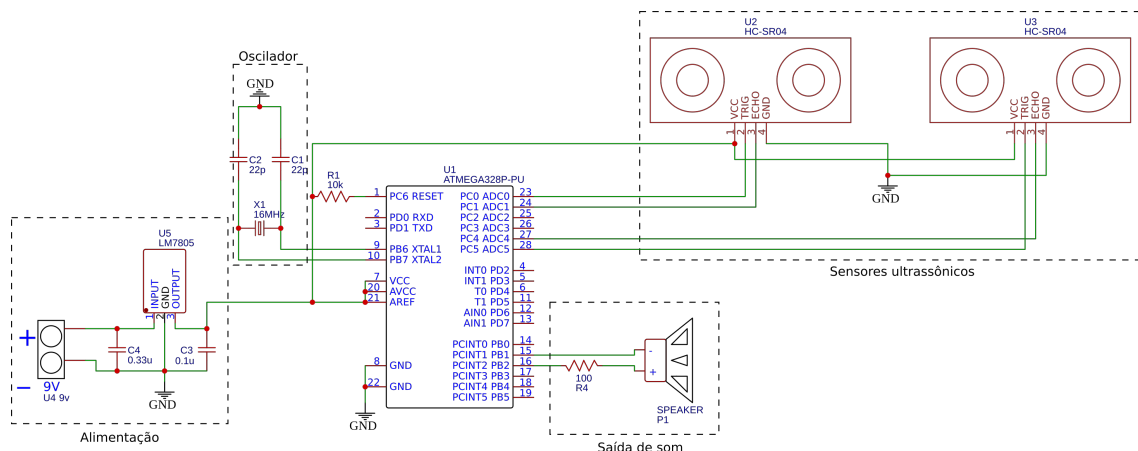 Oscilador
GND
C2
22p
C1
22p
X1
16MHz
R1
10k
U1
ATMEGA328P-PU
1 PC6 RESET
2 PD0 RXD
3 PD1 TXD
9 PB6 XTAL1
10 PB7 XTAL2
7 VCC
20 AVCC
21 AREF
8 GND
22 GND
PC0 ADC0 23
PC1 ADC1 24
PC2 ADC2 25
PC3 ADC3 26
PC4 ADC4 27
PC5 ADC5 28
INT0 PD2 4
INT1 PD3 5
T0 PD4 6
T1 PD5 11
AIN0 PD6 12
AIN1 PD7 13
PCINT0 PB0 14
PCINT1 PB1 15
PCINT2 PB2 16
PCINT3 PB3 17
PCINT4 PB4 18
PCINT5 PB5 19
GND
U2
HC-SR04
VCC
TRIG
ECHO
GND
1
2
3
4
U3
HC-SR04
VCC
TRIG
ECHO
GND
1
2
3
4
GND
Sensores ultrassônicos
U5
LM7805
INPUT
GND
OUTPUT
1
2
3
+
−
9V
U4 9v
C4
0.33u
C3
0.1u
GND
Alimentação
100
R4
-
+
SPEAKER
P1
Saída de som